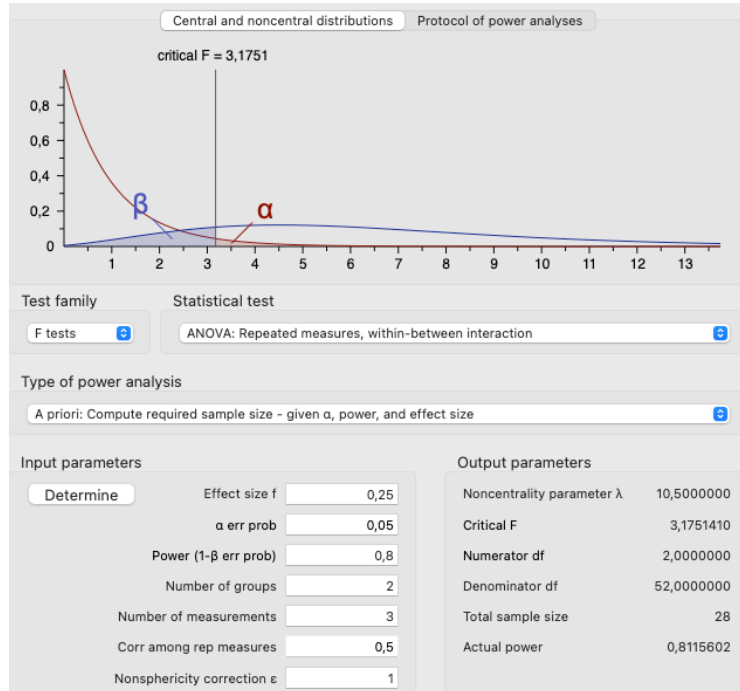 Central and noncentral distributions Protocol of power analyses
critical F = 3,1751
0,8
0,6
0,4
0,2
0
β
α
1 2 3 4 5 6 7 8 9 10 11 12 13
Test family Statistical test
F tests ANOVA: Repeated measures, within-between interaction
Type of power analysis
A priori: Compute required sample size - given α, power, and effect size
Input parameters Output parameters
Determine Effect size f 0,25 Noncentrality parameter λ 10,5000000
α err prob 0,05 Critical F 3,1751410
Power (1-β err prob) 0,8 Numerator df 2,0000000
Number of groups 2 Denominator df 52,0000000
Number of measurements 3 Total sample size 28
Corr among rep measures 0,5 Actual power 0,8115602
Nonsphericity correction ε 1